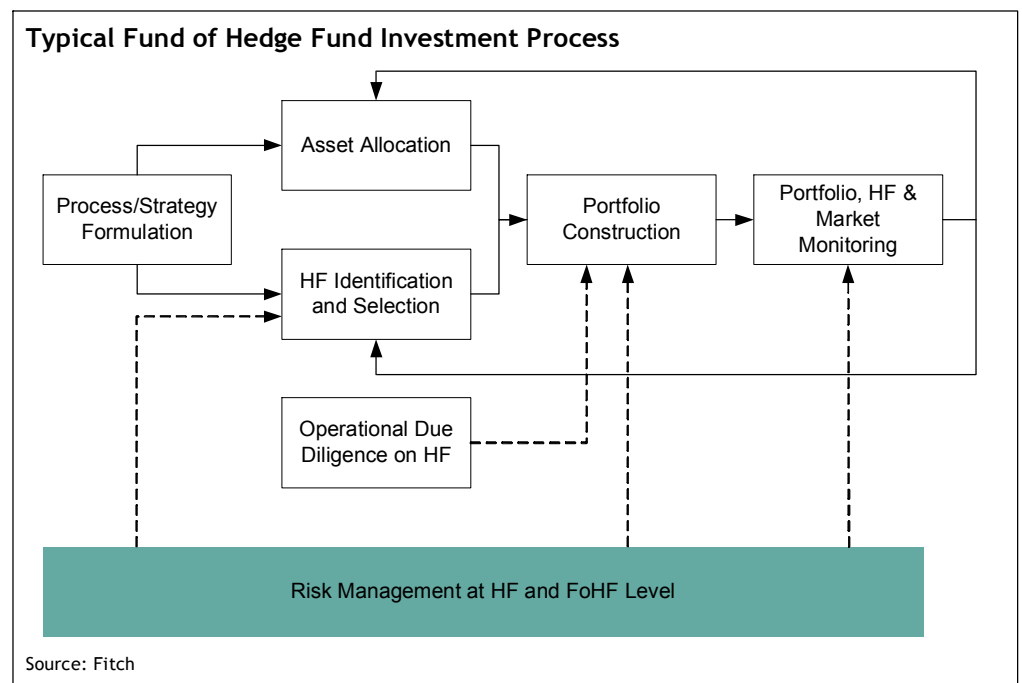 Typical Fund of Hedge Fund Investment Process
Asset Allocation
Process/Strategy
Formulation
HF Identification
and Selection
Portfolio
Construction
Portfolio, HF &
Market
Monitoring
Operational Due
Diligence on HF
Risk Management at HF and FoHF Level
Source: Fitch